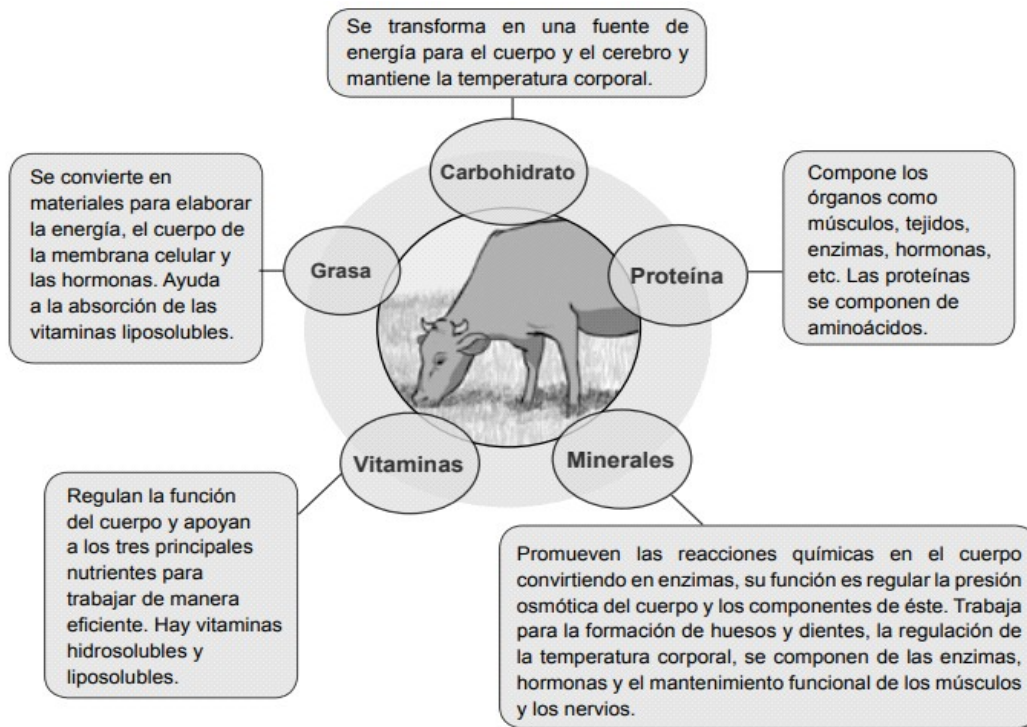 Se transforma en una fuente de
energía para el cuerpo y el cerebro y
mantiene la temperatura corporal.
Carbohidrato
Se convierte en
materiales para elaborar
la energía, el cuerpo de
la membrana celular y
las hormonas. Ayuda
a la absorción de las
vitaminas liposolubles.
Grasa
Proteína
Compone los
órganos como
músculos, tejidos,
enzimas, hormonas,
etc. Las proteínas
se componen de
aminoácidos.
Vitaminas
Minerales
Regulan la función
del cuerpo y apoyan
a los tres principales
nutrientes para
trabajar de manera
eficiente. Hay vitaminas
hidrosolubles y
liposolubles.
Promueven las reacciones químicas en el cuerpo
convirtiendo en enzimas, su función es regular la presión
osmótica del cuerpo y los componentes de éste. Trabaja
para la formación de huesos y dientes, la regulación de
la temperatura corporal, se componen de las enzimas,
hormonas y el mantenimiento funcional de los músculos
y los nervios.